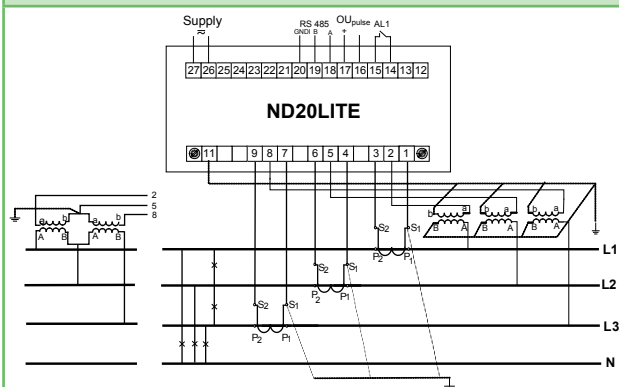 Supply
≂
RS 485
GNDI B A
OUpulse
+
AL1
27 26 25 24 23 22 21 20 19 18 17 16 15 14 13 12
ND20LITE
11 9 8 7 6 5 4 3 2 1
2
5
8
a b a b
A B A B
b a b a b a
B A B A B A
S2 S1
P2 P1
L1
S2 S1
P2 P1
L2
S2 S1
P2 P1
L3
N